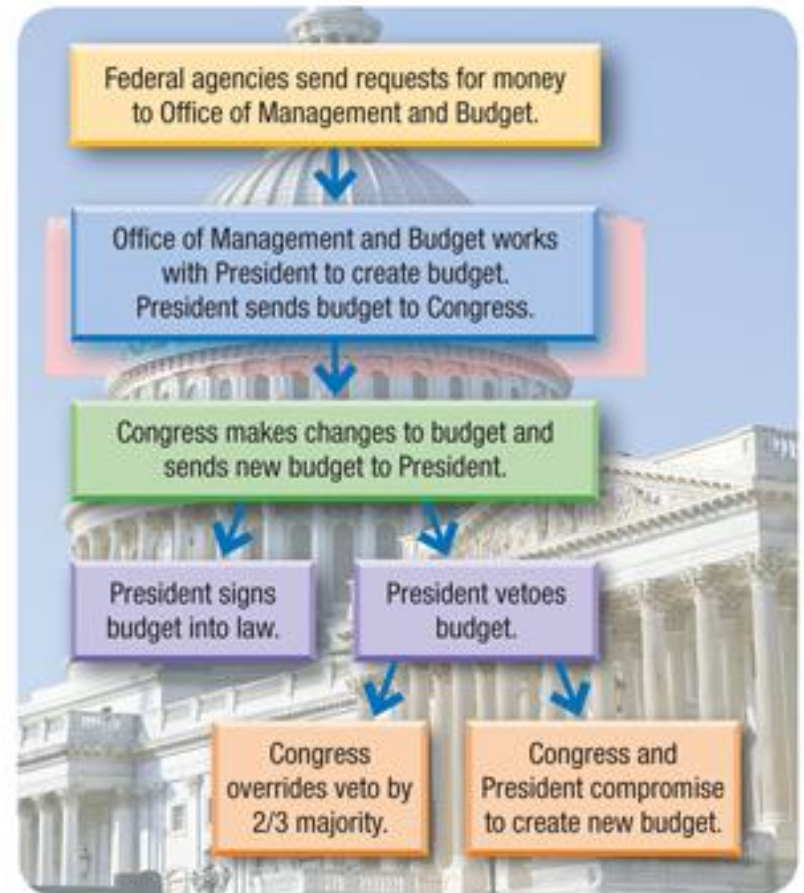 Federal agencies send requests for money
to Office of Management and Budget.
Office of Management and Budget works
with President to create budget.
President sends budget to Congress.
Congress makes changes to budget and
sends new budget to President.
President signs
budget into law.
President vetoes
budget.
Congress
overrides veto by
2/3 majority.
Congress and
President compromise
to create new budget.